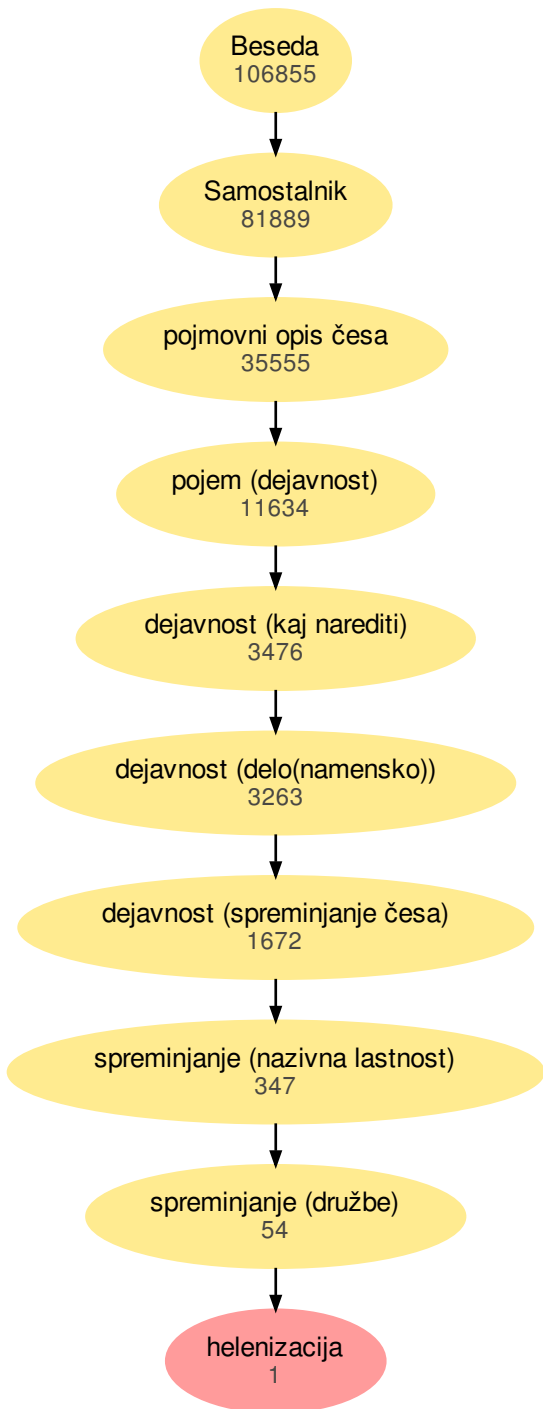 Beseda
106855
Samostalnik
81889
pojmovni opis česa
35555
pojem (dejavnost)
11634
dejavnost (kaj narediti)
3476
dejavnost (delo(namensko))
3263
dejavnost (spreminjanje česa)
1672
spreminjanje (nazivna lastnost)
347
spreminjanje (družbe)
54
helenizacija
1